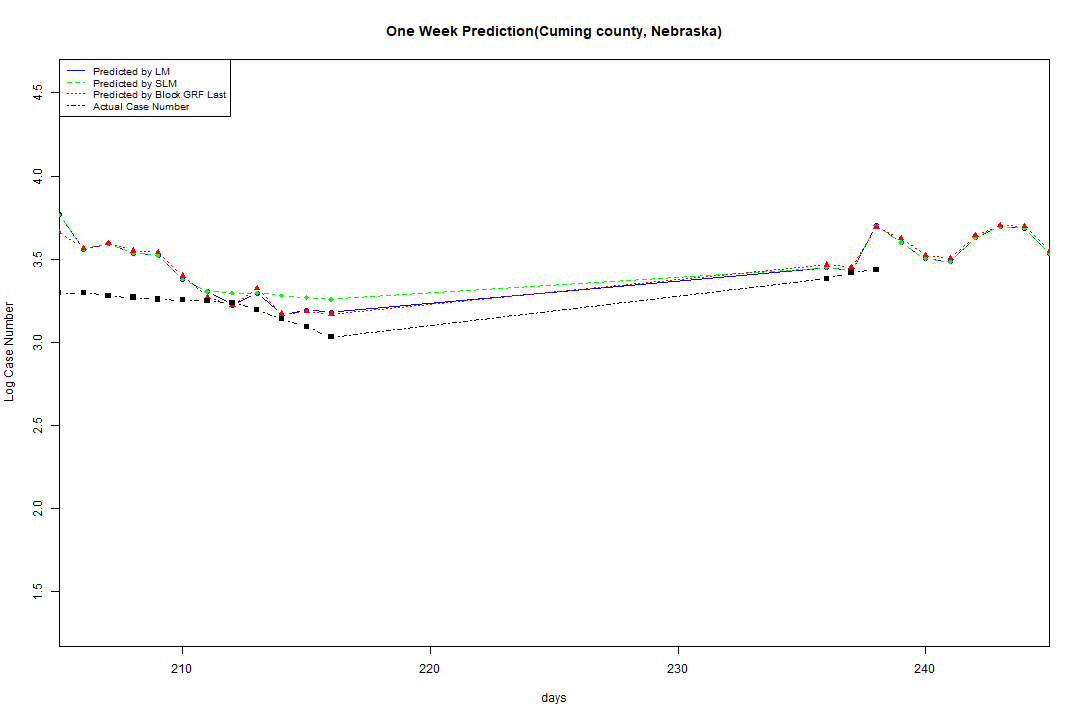 One Week Prediction(Cuming county, Nebraska)
Predicted by LM
Predicted by SLM
Predicted by Block GRF Last
Actual Case Number
4.5
4.0
3.5
3.0
2.5
2.0
1.5
Log Case Number
210
220
230
240
days